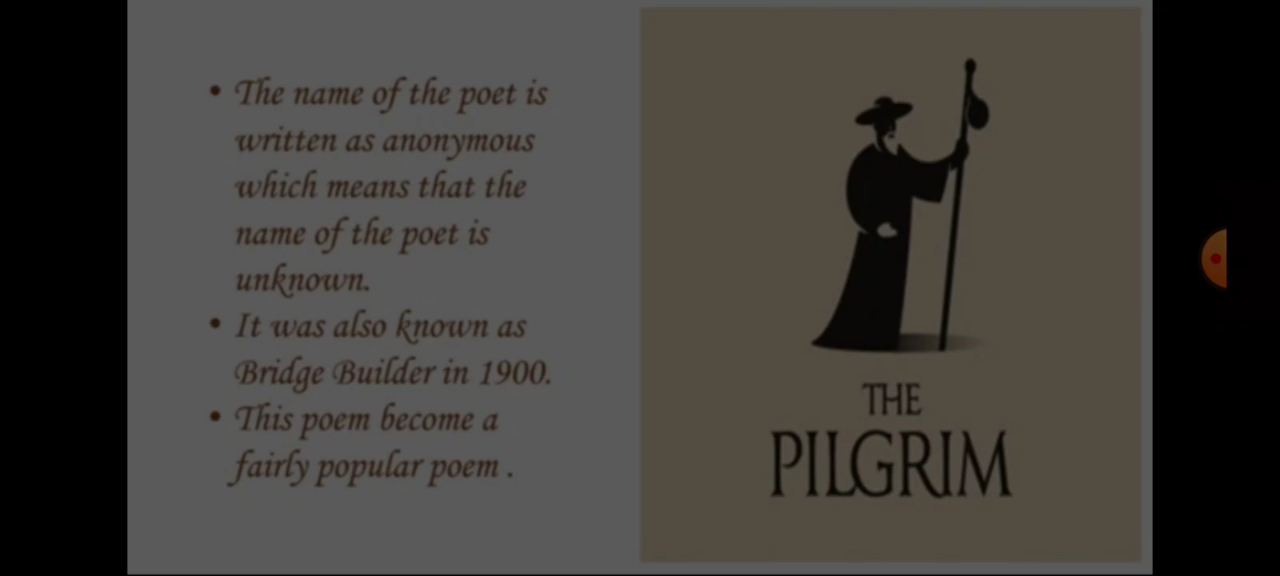 • The name of the poet is
written as anonymous
which means that the
name of the poet is
unknown.
• It was also known as
Bridge Builder in 1900.
• This poem become a
fairly popular poem .
THE
PILGRIM